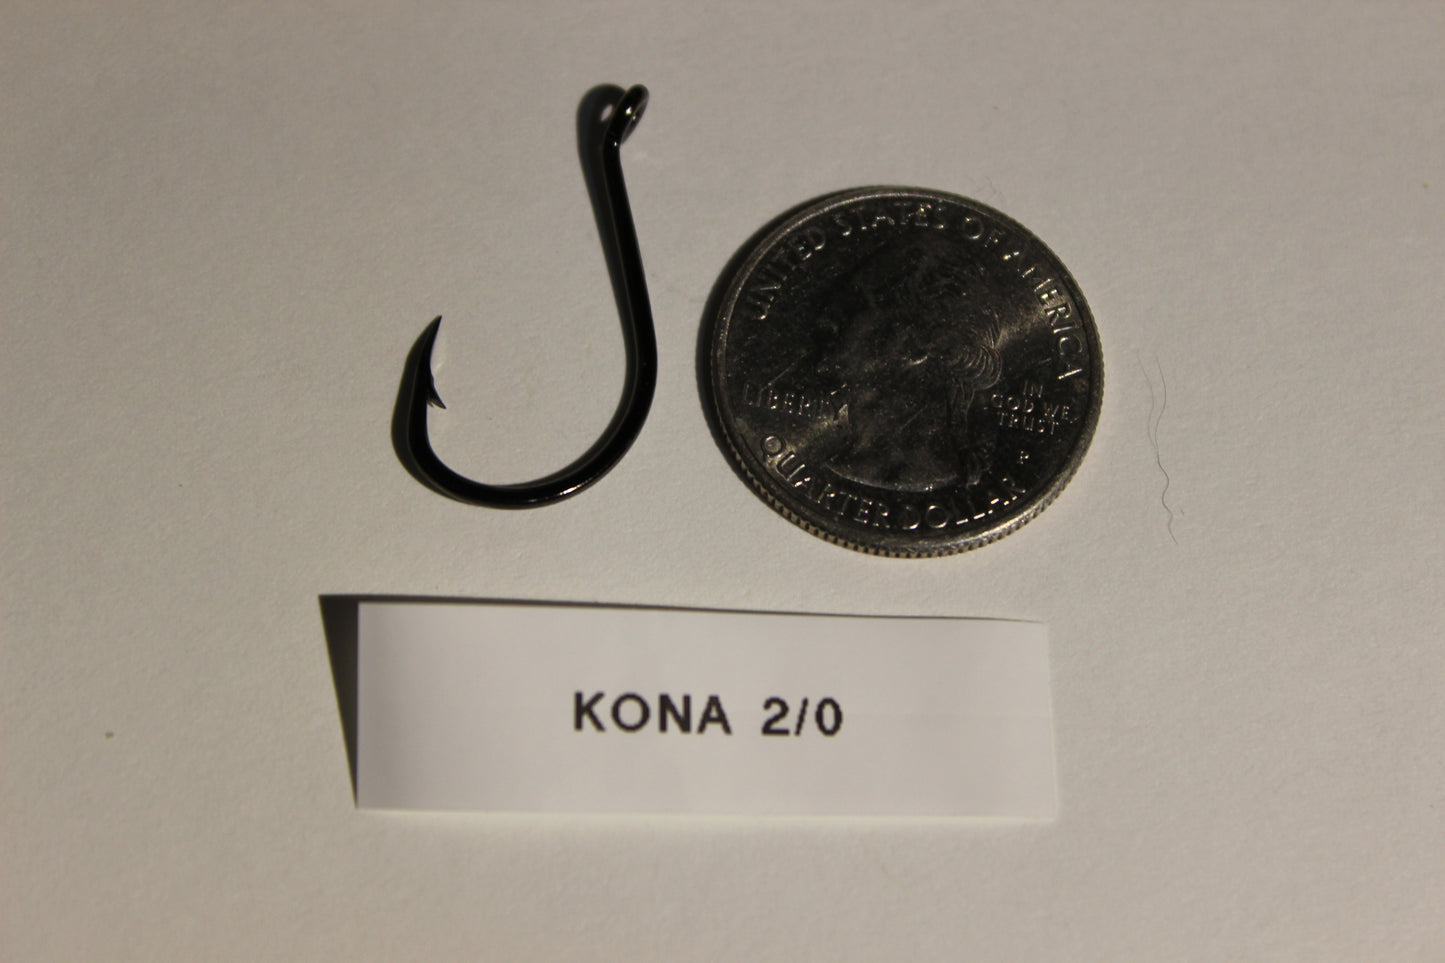 UNITED STATES OF AMERICA
LIBERTY
IN
GOD WE
TRUST
QUARTER DOLLAR
KONA 2/0